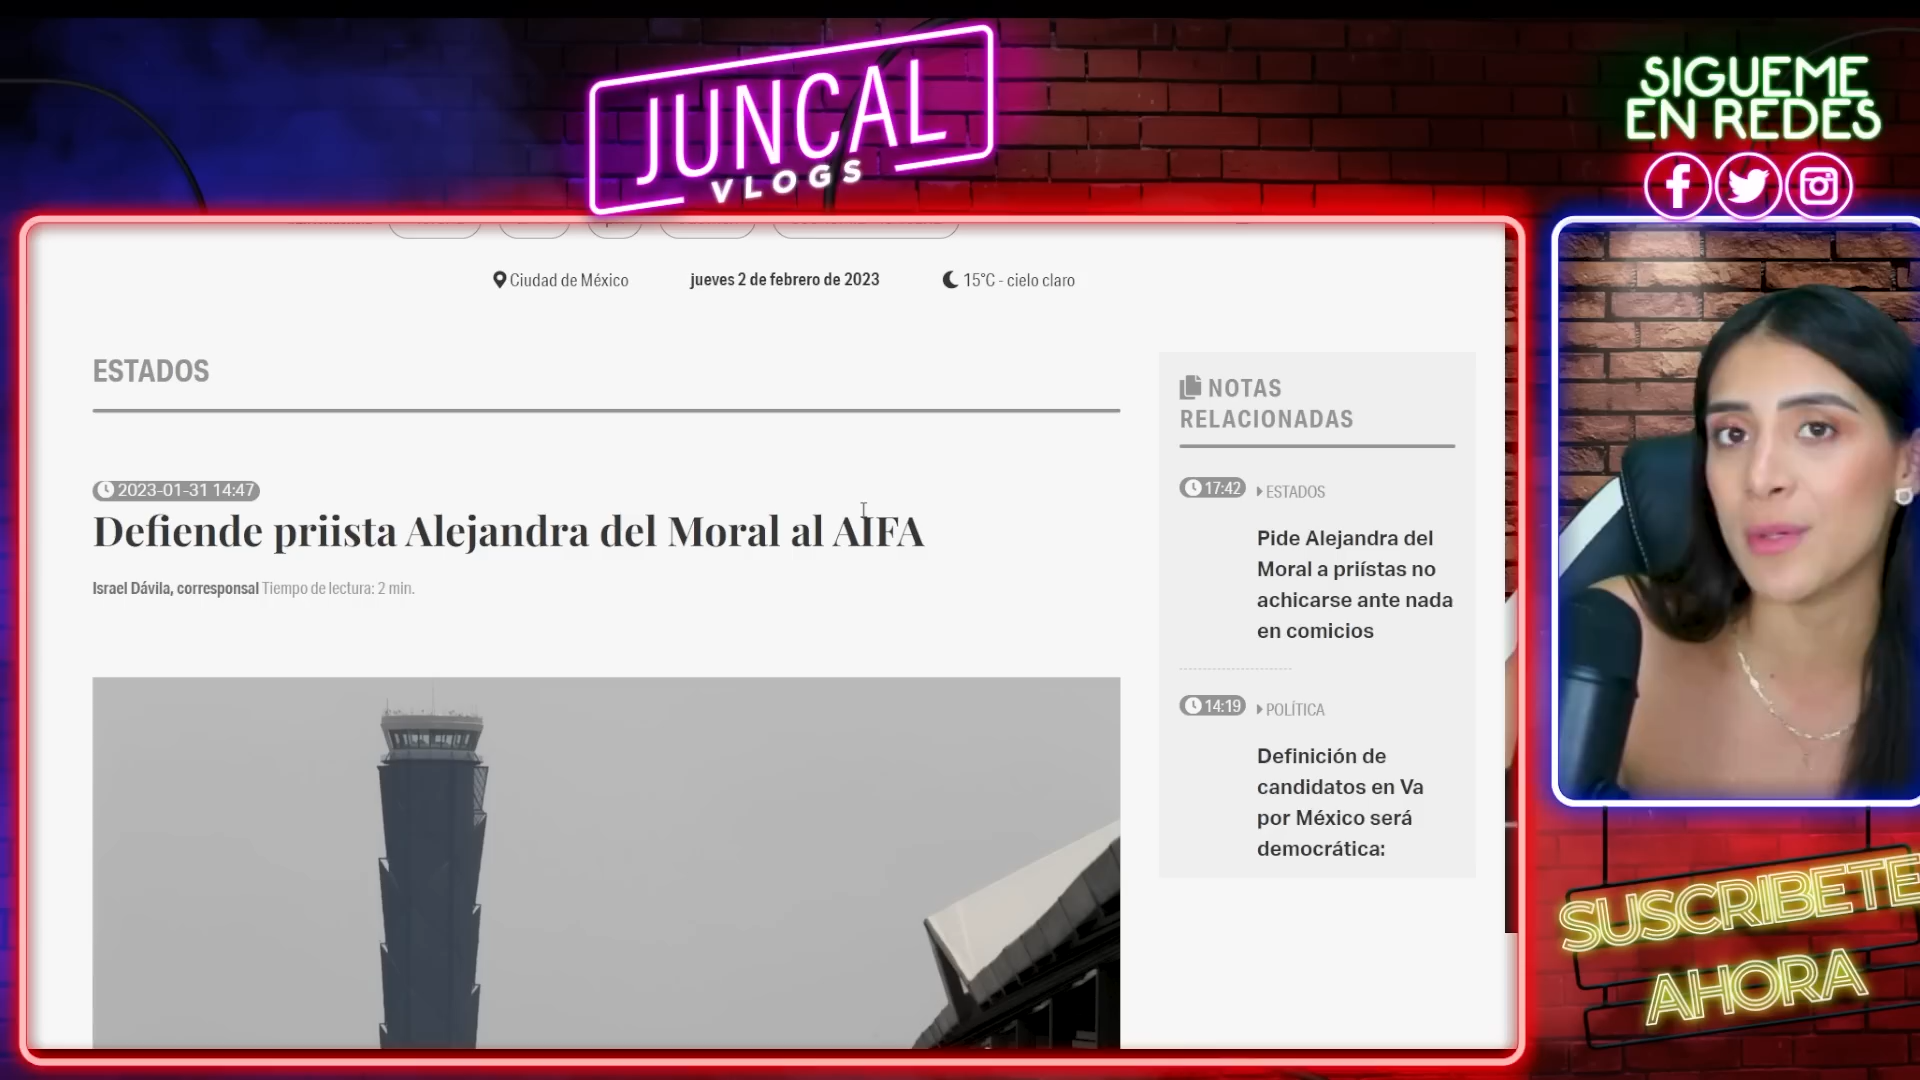 JUNCAL
VLOGS
SIGUEME
EN REDES
Ciudad de México
jueves 2 de febrero de 2023
15°C - cielo claro
ESTADOS
2023-01-31 14:47
Defiende priista Alejandra del Moral al AIFA
Israel Dávila, corresponsal Tiempo de lectura: 2 min.
NOTAS
RELACIONADAS
17:42 ESTADOS
Pide Alejandra del
Moral a priístas no
achicarse ante nada
en comicios
14:19 POLÍTICA
Definición de
candidatos en Va
por México será
democrática:
SUSCRIBETE
AHORA